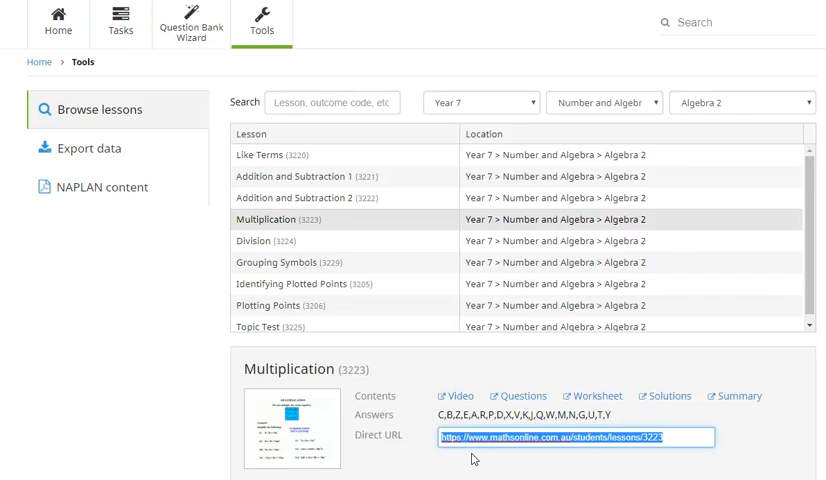 Home
Tasks
Question Bank
Wizard
Tools
Search
Home > Tools
Browse lessons
Export data
NAPLAN content
Search Lesson, outcome code, etc Year 7 Number and Algebr Algebra 2
Lesson Location
Like Terms (3220) Year 7 > Number and Algebra > Algebra 2
Addition and Subtraction 1 (3221) Year 7 > Number and Algebra > Algebra 2
Addition and Subtraction 2 (3222) Year 7 > Number and Algebra > Algebra 2
Multiplication (3223) Year 7 > Number and Algebra > Algebra 2
Division (3224) Year 7 > Number and Algebra > Algebra 2
Grouping Symbols (3229) Year 7 > Number and Algebra > Algebra 2
Identifying Plotted Points (3205) Year 7 > Number and Algebra > Algebra 2
Plotting Points (3206) Year 7 > Number and Algebra > Algebra 2
Topic Test (3225) Year 7 > Number and Algebra > Algebra 2
Multiplication (3223)
MULTIPLICATION
Contents Video Questions Worksheet Solutions Summary
Answers C,B,Z,E,A,R,P,D,X,V,K,J,Q,W,M,N,G,U,T,Y
Direct URL https://www.mathsonline.com.au/students/lessons/3223